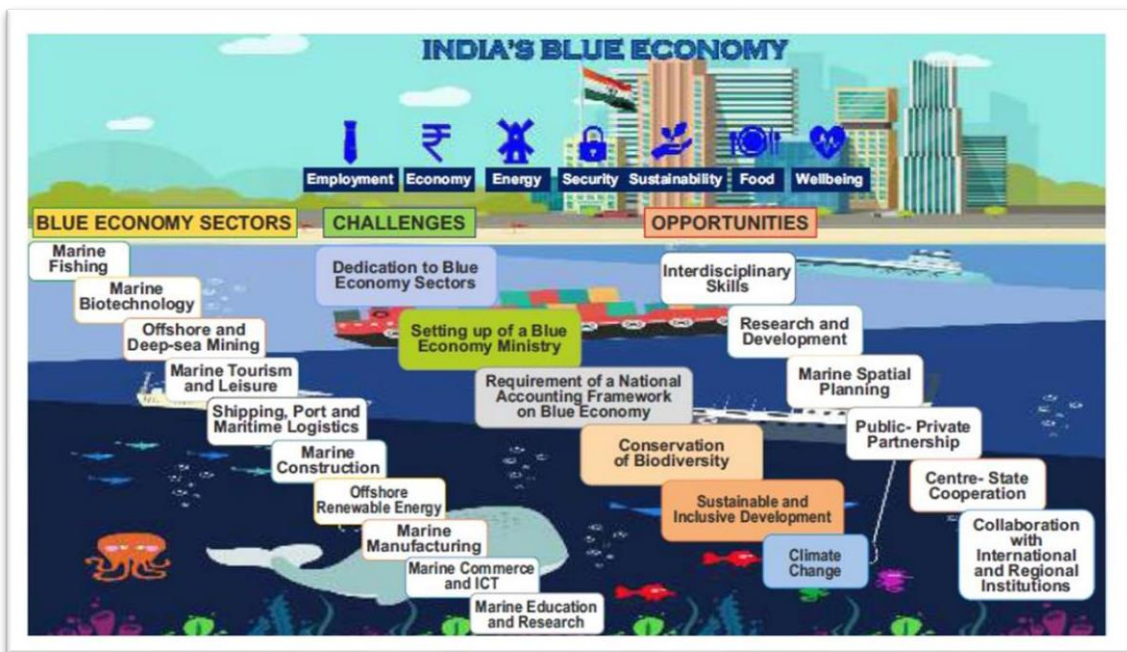 INDIA'S BLUE ECONOMY
Employment
Economy
Energy
Security
Sustainability
Food
Wellbeing
BLUE ECONOMY SECTORS
Marine
Fishing
Marine
Biotechnology
Offshore and
Deep-sea Mining
Marine Tourism
and Leisure
Shipping, Port and
Maritime Logistics
Marine
Construction
Offshore
Renewable Energy
Marine
Manufacturing
Marine Commerce
and ICT
Marine Education
and Research
CHALLENGES
Dedication to Blue
Economy Sectors
Setting up of a Blue
Economy Ministry
Requirement of a National
Accounting Framework
on Blue Economy
Conservation
of Biodiversity
Sustainable and
Inclusive Development
Climate
Change
OPPORTUNITIES
Interdisciplinary
Skills
Research and
Development
Marine Spatial
Planning
Public- Private
Partnership
Centre- State
Cooperation
Collaboration
with
International
and Regional
Institutions